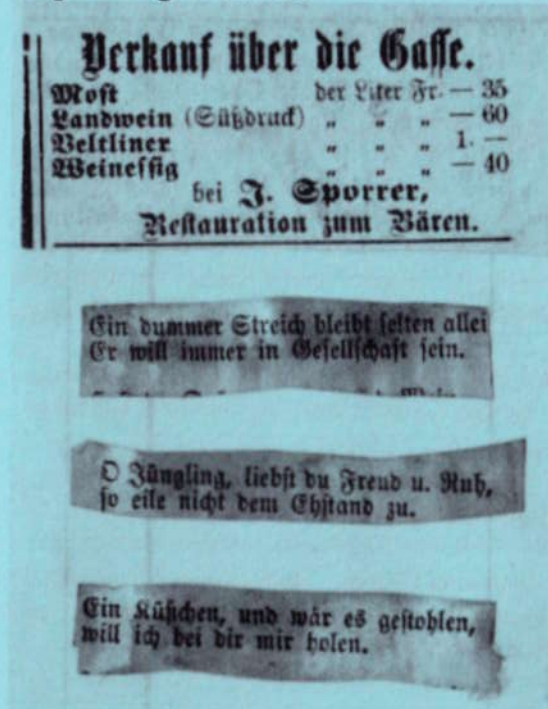 Verkauf über die Gasse.
Most der Liter Fr. — 35
Landwein (Süßdruck) „ „ „ — 60
Veltliner „ „ „ 1. —
Weinessig „ „ „ — 40
bei J. Sporrer,
Restauration zum Bären.
Ein dummer Streich bleibt selten allei
Er will immer in Gesellschaft sein.
O Jüngling, liebst du Freud u. Ruh,
so eile nicht dem Ehstand zu.
Ein Küßchen, und wär es gestohlen,
will ich bei dir mir holen.